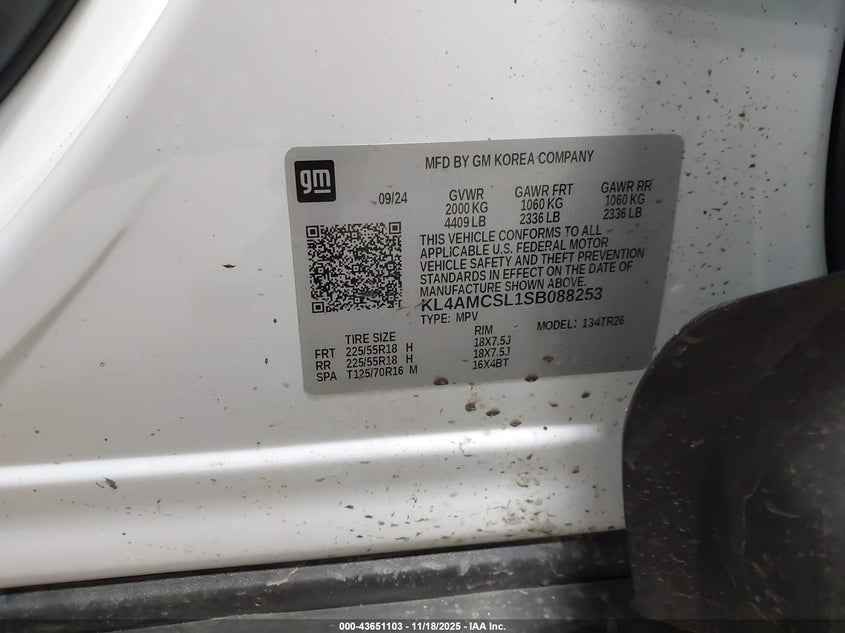 MFD BY GM KOREA COMPANY
gm
09/24
GVWR GAWR FRT GAWR RR
2000 KG 1060 KG 1060 KG
4409 LB 2336 LB 2336 LB
THIS VEHICLE CONFORMS TO ALL
APPLICABLE U.S. FEDERAL MOTOR
VEHICLE SAFETY AND THEFT PREVENTION
STANDARDS IN EFFECT ON THE DATE OF
MANUFACTURE SHOWN ABOVE.
KL4AMCSL1SB088253
TYPE: MPV MODEL: 134TR26
TIRE SIZE RIM
FRT 225/55R18 H 18X7.5J
RR 225/55R18 H 18X7.5J
SPA T125/70R16 M 16X4BT
000-43651103 - 11/18/2025 - IAA Inc.